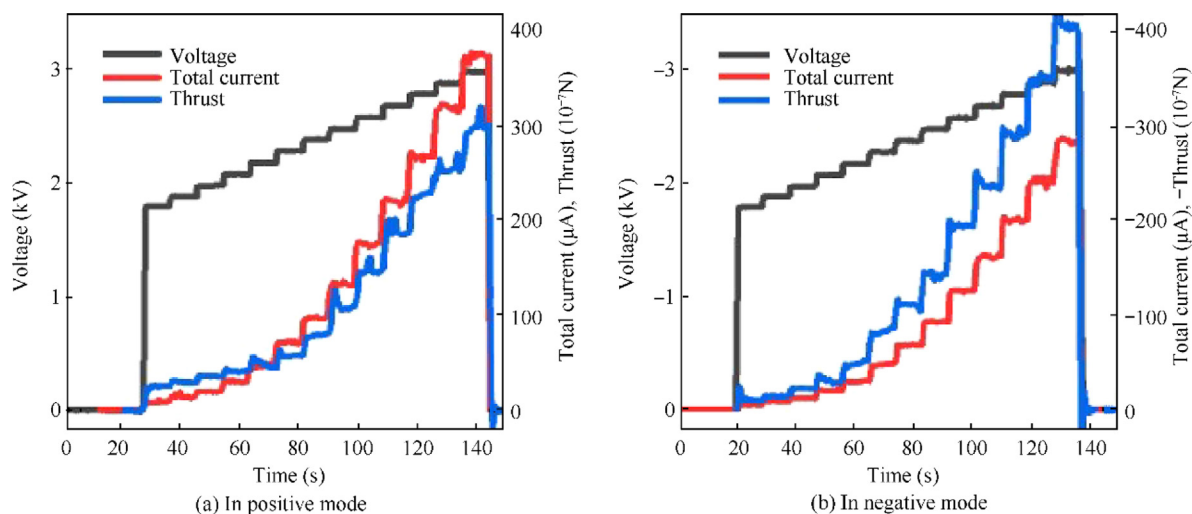 Voltage
Total current
Thrust
3
2
1
0
400
300
200
100
0
0 20 40 60 80 100 120 140
Voltage (kV)
Total current (μA), Thrust (10⁻⁷N)
Time (s)
(a) In positive mode
Voltage
Total current
Thrust
−3
−2
−1
0
−400
−300
−200
−100
0
0 20 40 60 80 100 120 140
Voltage (kV)
Total current (μA), −Thrust (10⁻⁷N)
Time (s)
(b) In negative mode